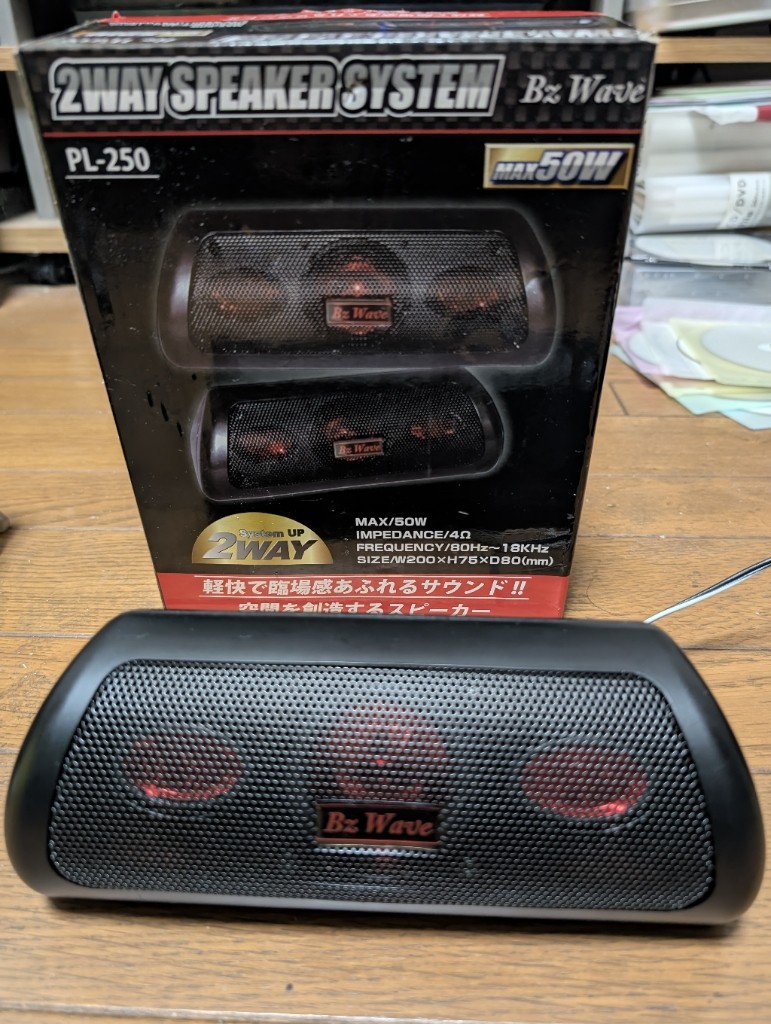 2WAY SPEAKER SYSTEM Bz Wave
PL-250
MAX50W
Bz Wave
Bz Wave
System UP
2WAY
MAX/50W
IMPEDANCE/4Ω
FREQUENCY/80Hz～18KHz
SIZE/W200×H75×D80(mm)
軽快で臨場感あふれるサウンド!!
空間を創造するスピーカー
Bz Wave
/DVD